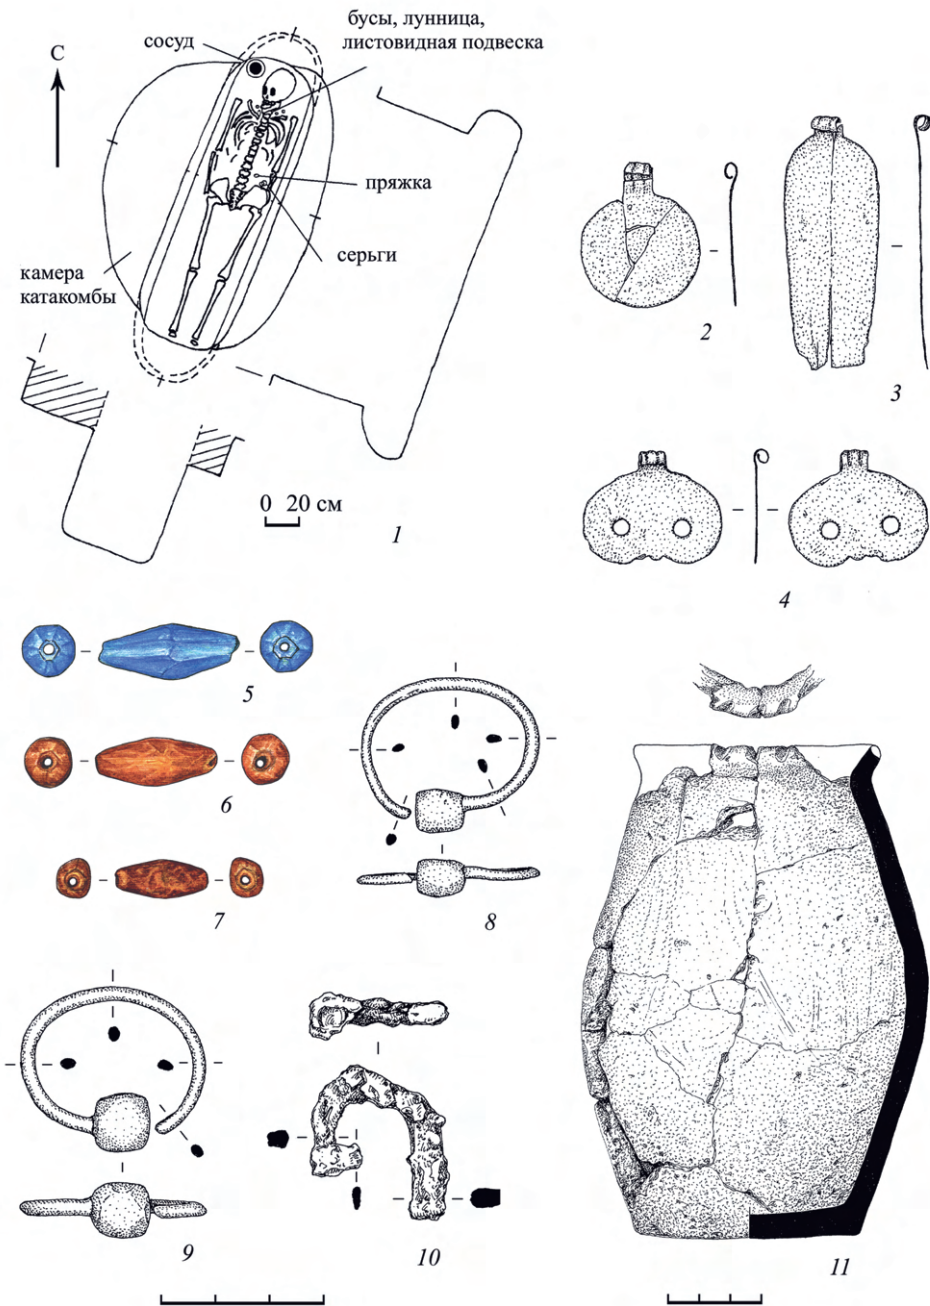 бусы, лунница,
листовидная подвеска
сосуд
С
пряжка
серьги
камера
катакомбы
0 20 см
1
2
3
4
5
6
7
8
9
10
11